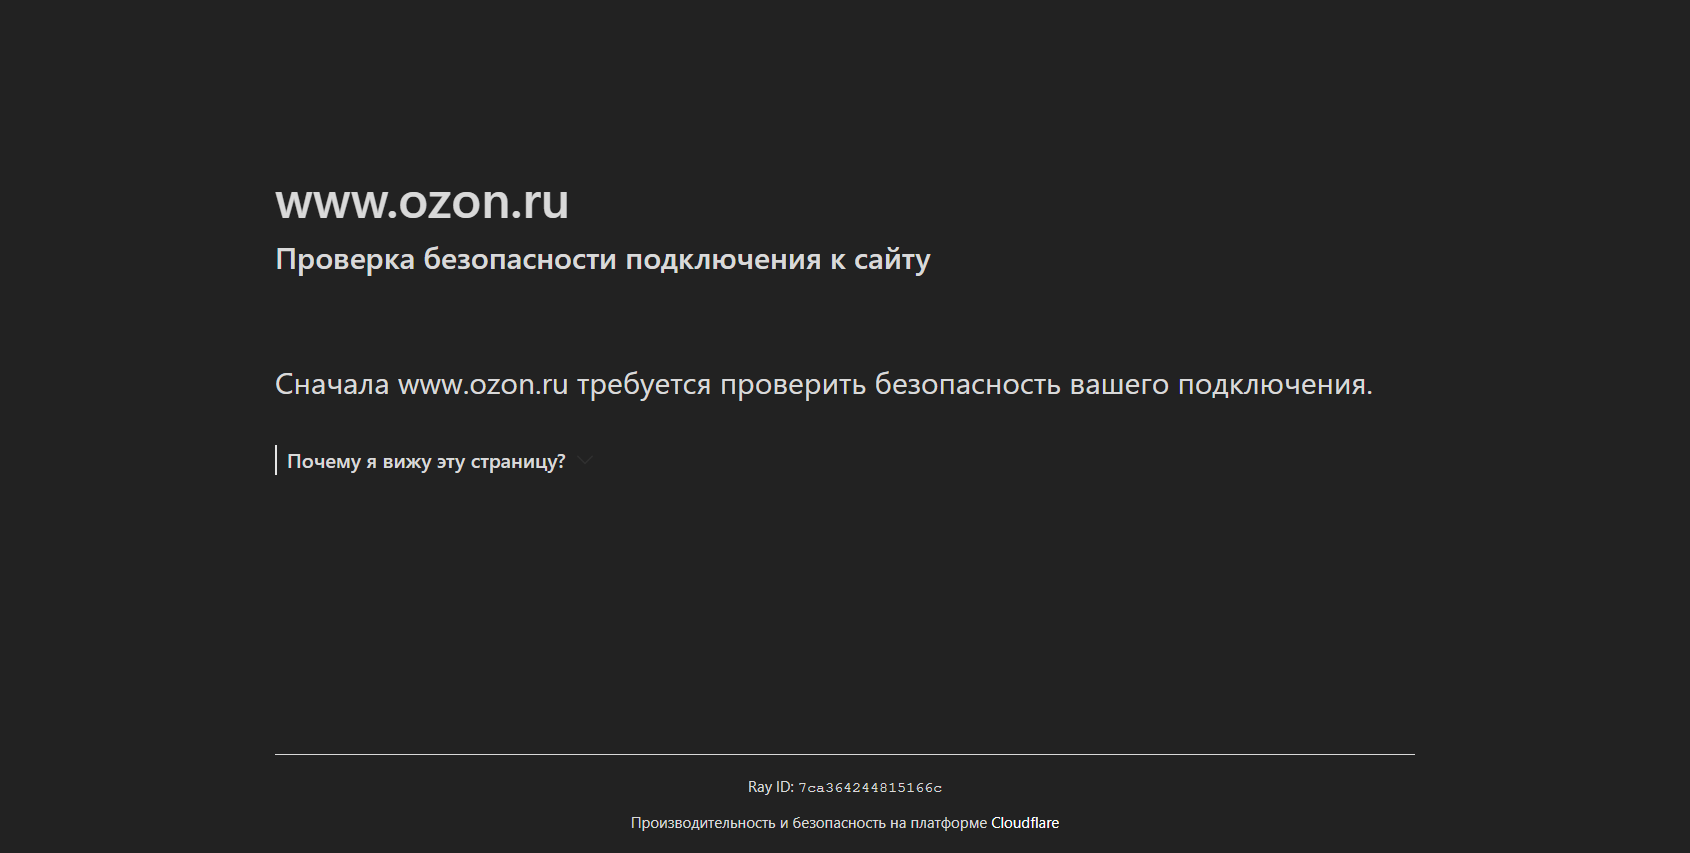 www.ozon.ru
Проверка безопасности подключения к сайту
Сначала www.ozon.ru требуется проверить безопасность вашего подключения.
Почему я вижу эту страницу?
Ray ID: 7ca364244815166c
Производительность и безопасность на платформе Cloudflare